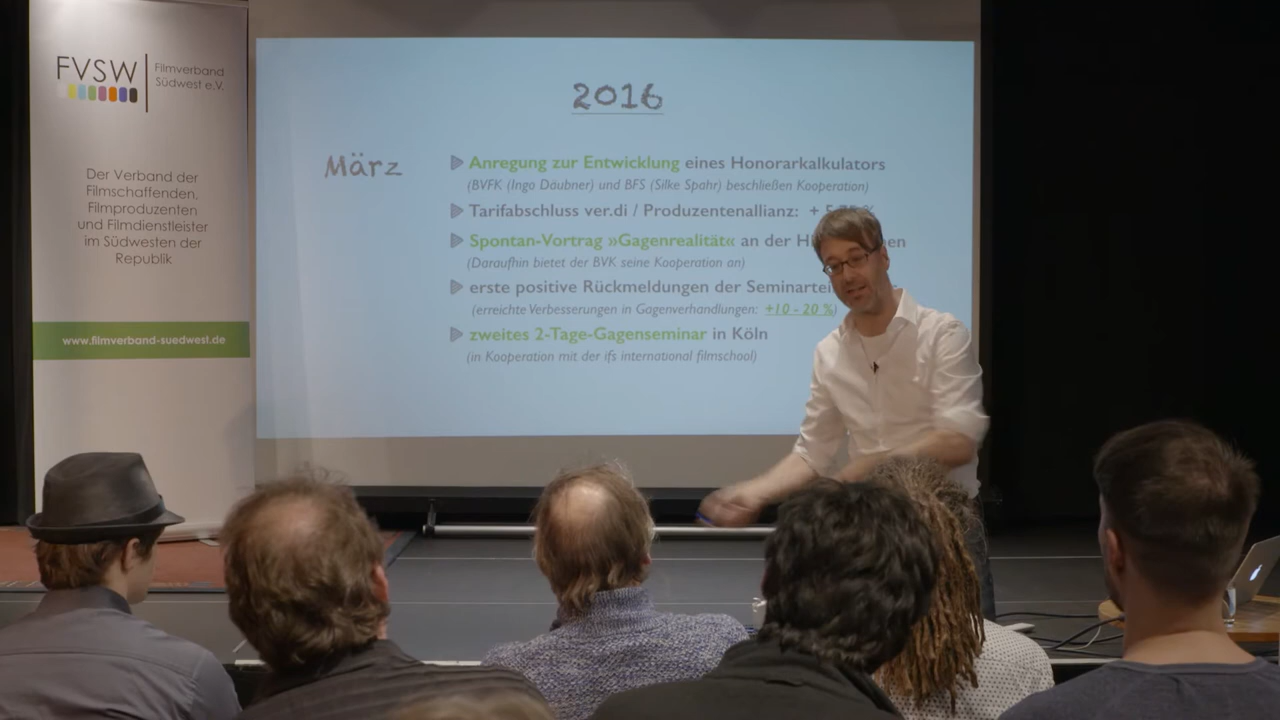 FVSW
Filmverband
Südwest e.V.
Der Verband der
Filmschaffenden,
Filmproduzenten
und Filmdienstleister
im Südwesten der
Republik
www.filmverband-suedwest.de
2016
März
Anregung zur Entwicklung eines Honorarkalkulators
(BVFK (Ingo Däubner) und BFS (Silke Spahr) beschließen Kooperation)
Tarifabschluss ver.di / Produzentenallianz: +
Spontan-Vortrag »Gagenrealität« an der
(Daraufhin bietet der BVK seine Kooperation an)
erste positive Rückmeldungen der
(erreichte Verbesserungen in Gagenverhandlungen: +10 - 20 %)
zweites 2-Tage-Gagenseminar in Köln
(in Kooperation mit der ifs international filmschool)